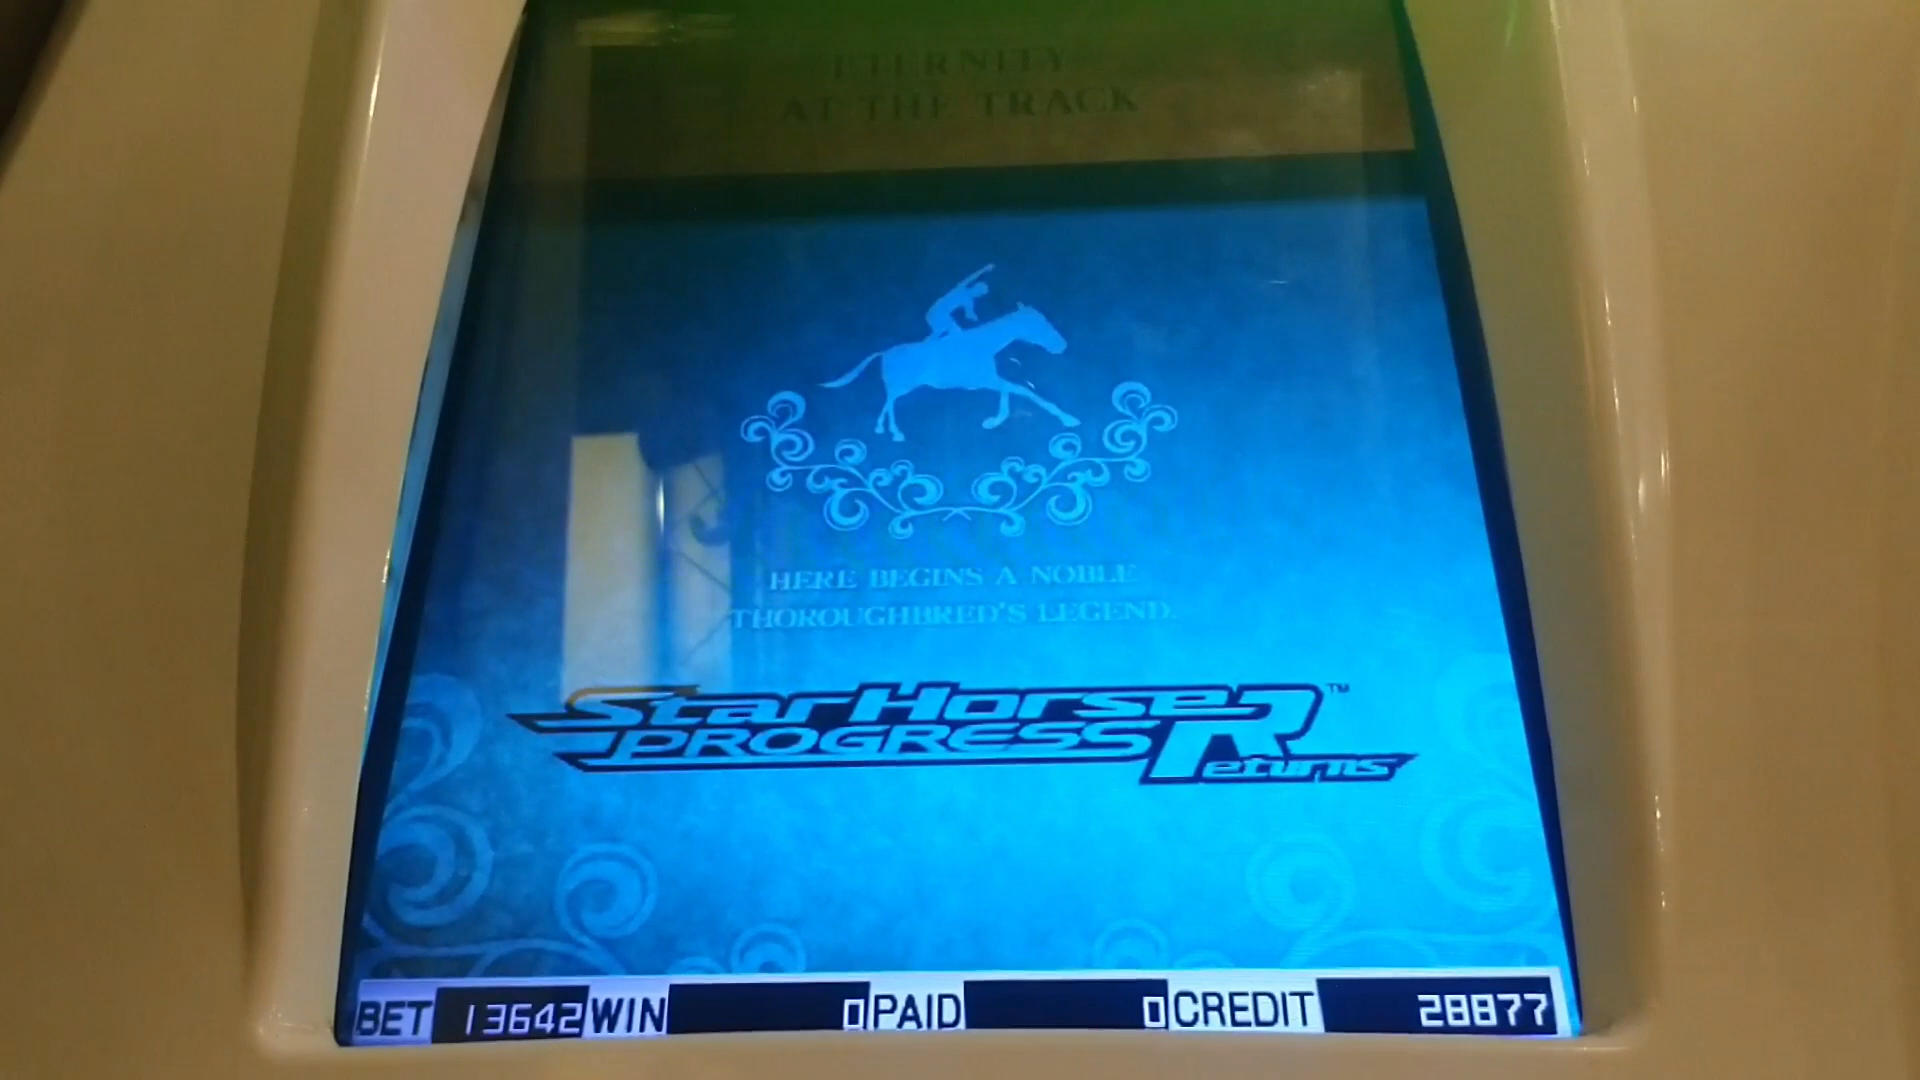 ETERNITY
AT THE TRACK
HERE BEGINS A NOBLE
THOROUGHBRED'S LEGEND.
StarHorse
PROGRESS Returns™
BET 13642 WIN 0 PAID 0 CREDIT 28877